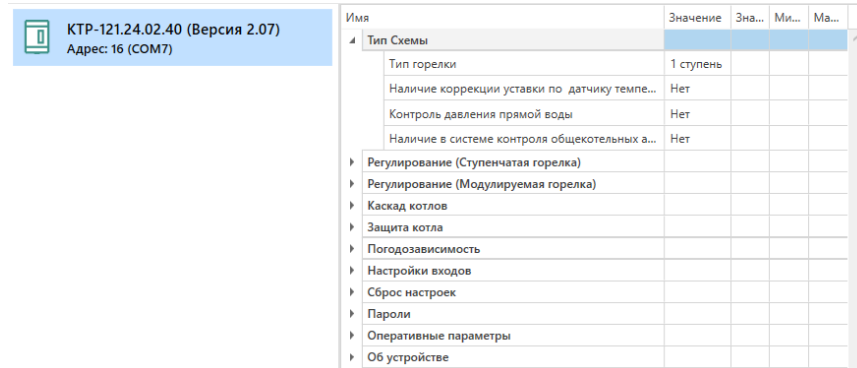 КТР-121.24.02.40 (Версия 2.07)
Адрес: 16 (COM7)
Имя Значение Зна... Ми... Ма...
Тип Схемы
Тип горелки 1 ступень
Наличие коррекции уставки по датчику темпе... Нет
Контроль давления прямой воды Нет
Наличие в системе контроля общекотельных а... Нет
Регулирование (Ступенчатая горелка)
Регулирование (Модулируемая горелка)
Каскад котлов
Защита котла
Погодозависимость
Настройки входов
Сброс настроек
Пароли
Оперативные параметры
Об устройстве